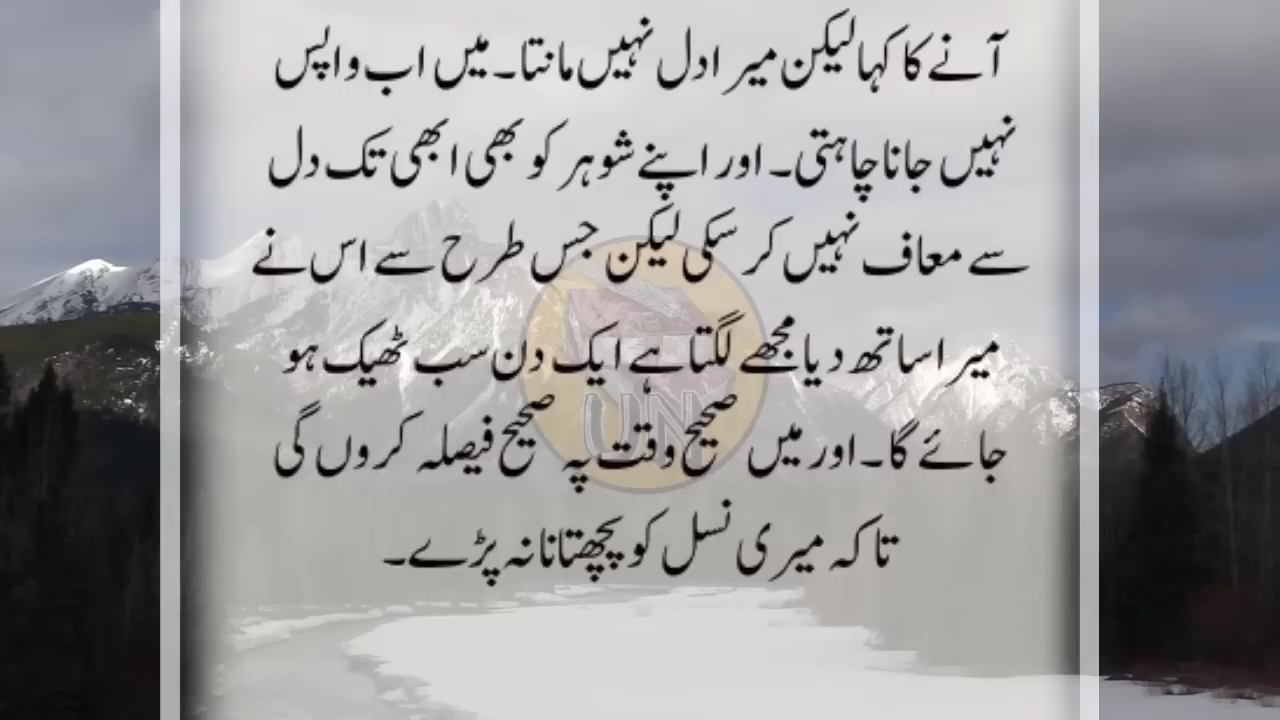 آنے کا کہا لیکن میرا دل نہیں مانتا۔ میں اب واپس
نہیں جانا چاہتی۔ اور اپنے شوہر کو بھی ابھی تک دل
سے معاف نہیں کر سکی لیکن جس طرح سے اس نے
میرا ساتھ دیا مجھے لگتا ہے ایک دن سب ٹھیک ہو
جائے گا۔ اور میں صحیح وقت پہ صحیح فیصلہ کروں گی
تاکہ میری نسل کو پچھتانا نہ پڑے۔
UN